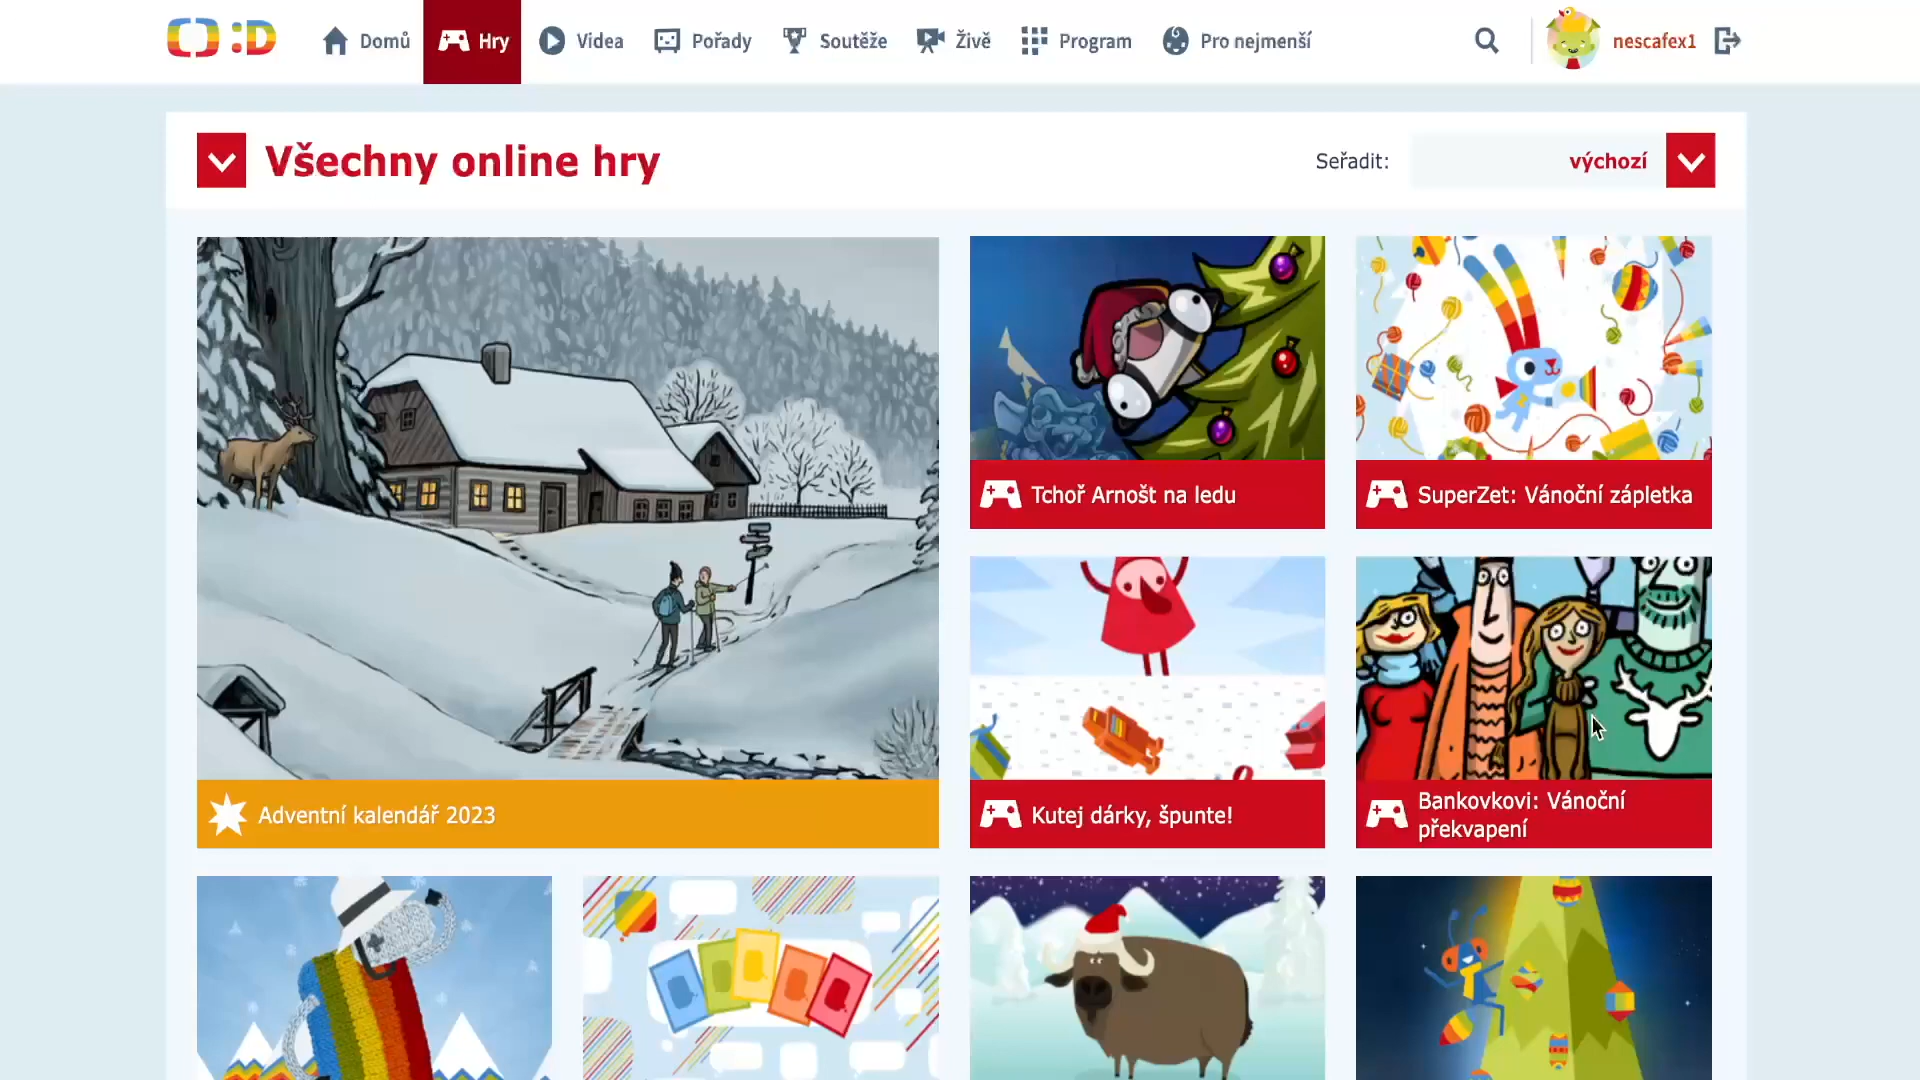 :D
Domů
Hry
Videa
Pořady
Soutěže
Živě
Program
Pro nejmenší
nescafex1
Všechny online hry
Seřadit:
výchozí
Tchoř Arnošt na ledu
SuperZet: Vánoční zápletka
Adventní kalendář 2023
Kutej dárky, špunte!
Bankovkovi: Vánoční
překvapení